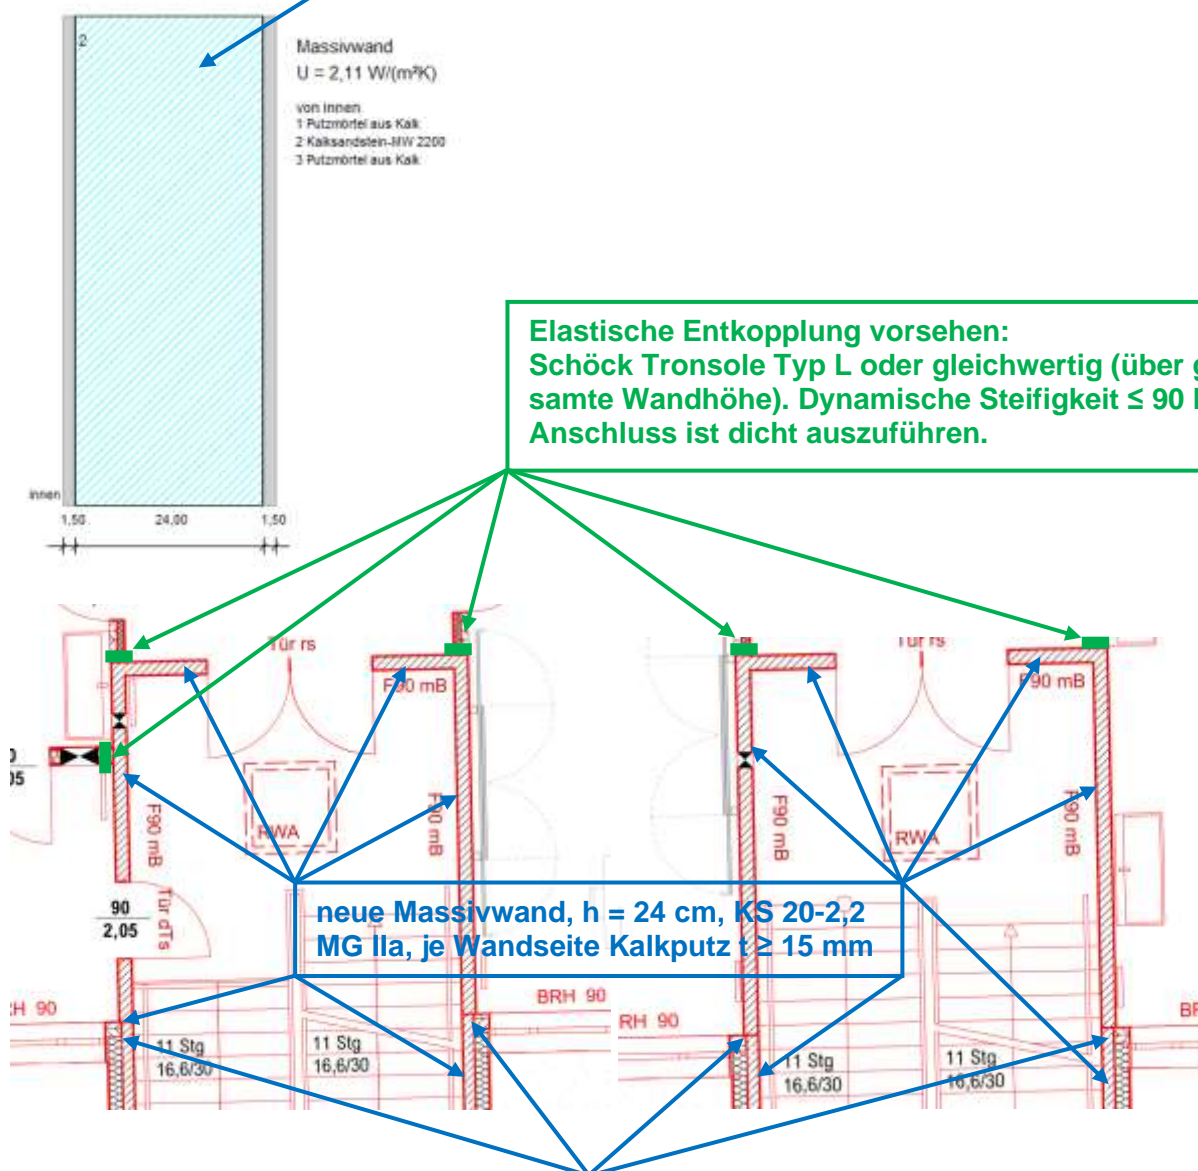 2
Massivwand
U = 2,11 W/(m²K)
von innen
1 Putzmörtel aus Kalk
2 Kalksandstein-MW 2200
3 Putzmörtel aus Kalk
innen
1,50 24,00 1,50
Elastische Entkopplung vorsehen:
Schöck Tronsole Typ L oder gleichwertig (über g
samte Wandhöhe). Dynamische Steifigkeit ≤ 90
Anschluss ist dicht auszuführen.
Tür rs
F90 mB
RWA
F90 mB
F90 mB
05
90
2,05
Tür dTs
Tür rs
F90 mB
RWA
F90 mB
F90 mB
neue Massivwand, h = 24 cm, KS 20-2,2
MG IIa, je Wandseite Kalkputz t ≥ 15 mm
RH 90
BRH 90
RH 90
BR
11 Stg
16,6/30
11 Stg
16,6/30
11 Stg
16,6/30
11 Stg
16,6/30